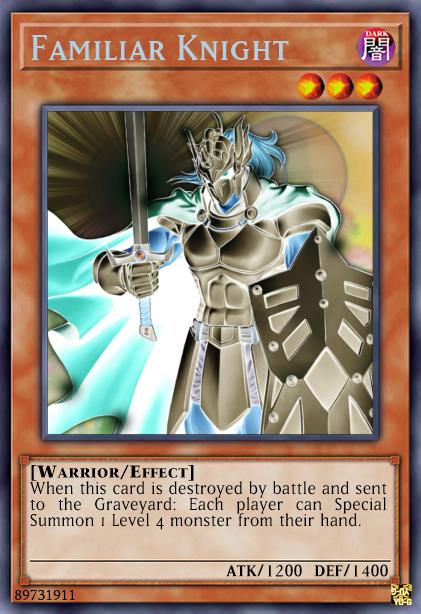 Familiar Knight
DARK
闇
[Warrior/Effect]
When this card is destroyed by battle and sent
to the Graveyard: Each player can Special
Summon 1 Level 4 monster from their hand.
ATK/1200 DEF/1400
89731911